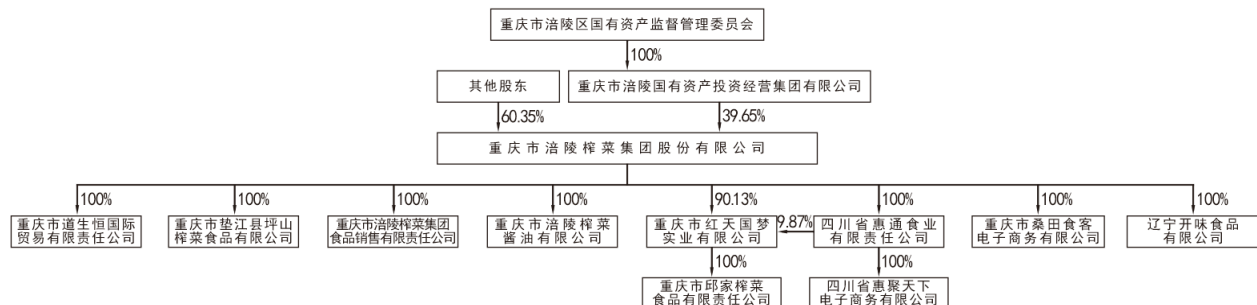 重庆市涪陵区国有资产监督管理委员会
100%
其他股东
重庆市涪陵国有资产投资经营集团有限公司
60.35%
39.65%
重庆市涪陵榨菜集团股份有限公司
100%
100%
100%
100%
90.13%
100%
100%
100%
重庆市道生恒国际
贸易有限责任公司
重庆市垫江县坪山
榨菜食品有限公司
重庆市涪陵榨菜集团
食品销售有限责任公司
重庆市涪陵榨菜
酱油有限公司
重庆市红天国梦
实业有限公司
9.87%
四川省惠通食业
有限责任公司
重庆市桑田食客
电子商务有限公司
辽宁开味食品
有限公司
100%
100%
重庆市邱家榨菜
食品有限责任公司
四川省惠聚天下
电子商务有限公司